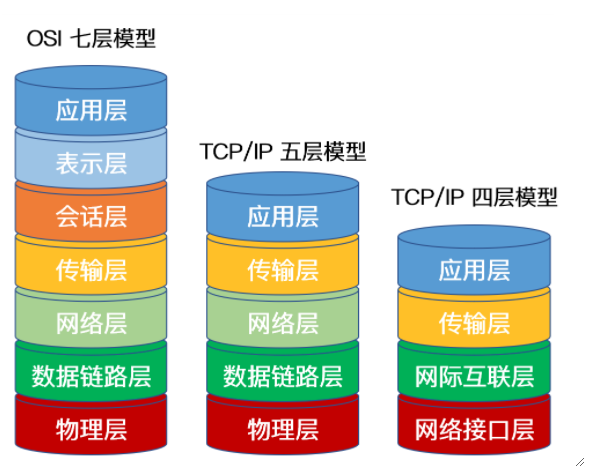 OSI 七层模型
应用层
表示层
会话层
传输层
网络层
数据链路层
物理层
TCP/IP 五层模型
应用层
传输层
网络层
数据链路层
物理层
TCP/IP 四层模型
应用层
传输层
网际互联层
网络接口层